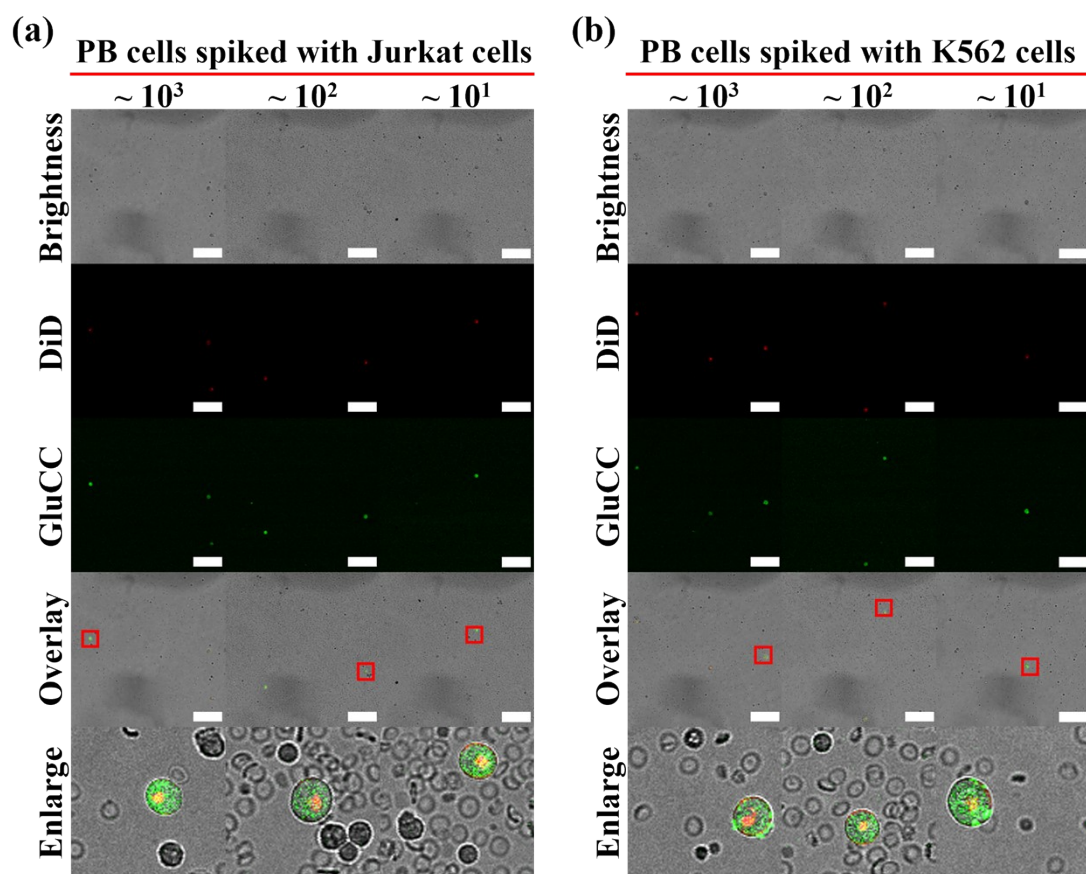 (a)
PB cells spiked with Jurkat cells
~ 10³ ~ 10² ~ 10¹
Brightness
DiD
GluCC
Overlay
Enlarge
(b)
PB cells spiked with K562 cells
~ 10³ ~ 10² ~ 10¹
Brightness
DiD
GluCC
Overlay
Enlarge